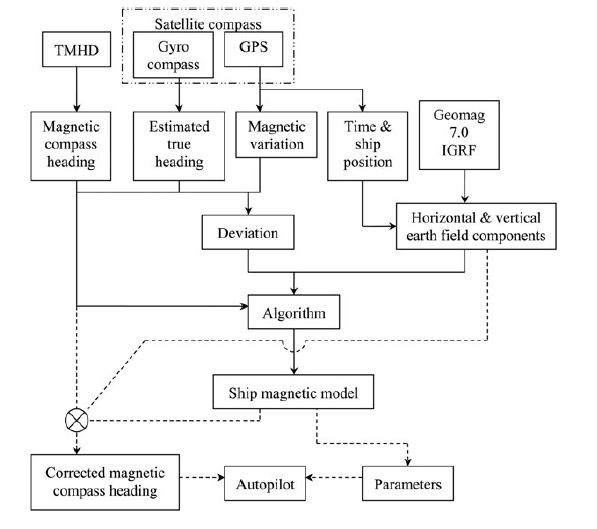 Satellite compass
TMHD
Gyro
compass
GPS
Magnetic
compass
heading
Estimated
true
heading
Magnetic
variation
Time &
ship
position
Geomag
7.0
IGRF
Deviation
Horizontal & vertical
earth field components
Algorithm
Ship magnetic model
Corrected magnetic
compass heading
Autopilot
Parameters